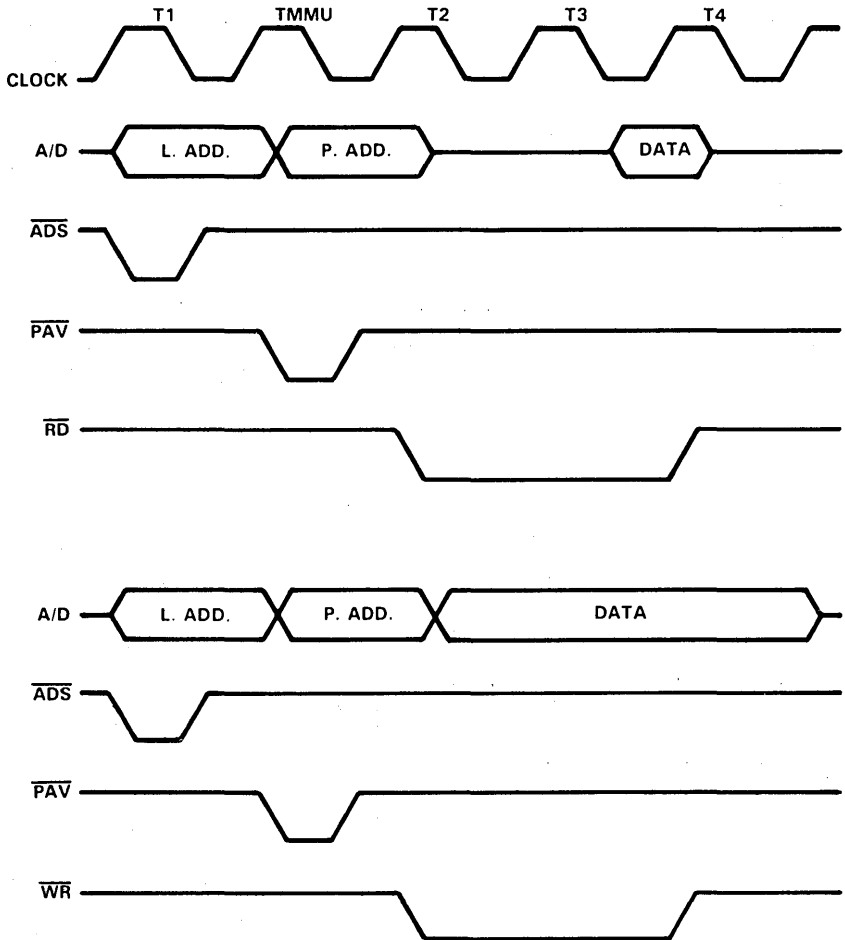 T1 TMMU T2 T3 T4
CLOCK
A/D L. ADD. P. ADD. DATA
ADS
PAV
RD
A/D L. ADD. P. ADD. DATA
ADS
PAV
WR